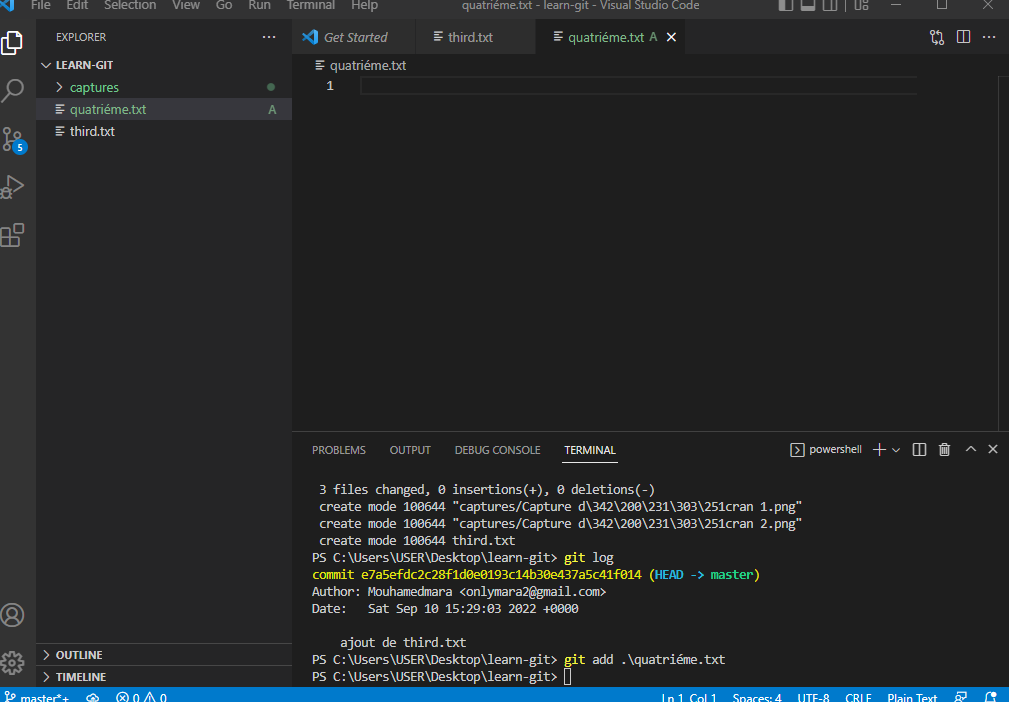 File Edit Selection View Go Run Terminal Help quatriéme.txt - learn-git - Visual Studio Code
EXPLORER
LEARN-GIT
captures
quatriéme.txt A
third.txt
OUTLINE
TIMELINE
5
Get Started third.txt quatriéme.txt A
quatriéme.txt
1
PROBLEMS OUTPUT DEBUG CONSOLE TERMINAL powershell
3 files changed, 0 insertions(+), 0 deletions(-)
create mode 100644 "captures/Capture d\342\200\231\303\251cran 1.png"
create mode 100644 "captures/Capture d\342\200\231\303\251cran 2.png"
create mode 100644 third.txt
PS C:\Users\USER\Desktop\learn-git> git log
commit e7a5efdc2c28f1d0e0193c14b30e437a5c41f014 (HEAD -> master)
Author: Mouhamedmara <onlymara2@gmail.com>
Date: Sat Sep 10 15:29:03 2022 +0000
ajout de third.txt
PS C:\Users\USER\Desktop\learn-git> git add .\quatriéme.txt
PS C:\Users\USER\Desktop\learn-git>
master*+ 0 0 Ln 1, Col 1 Spaces: 4 UTF-8 CRLF Plain Text